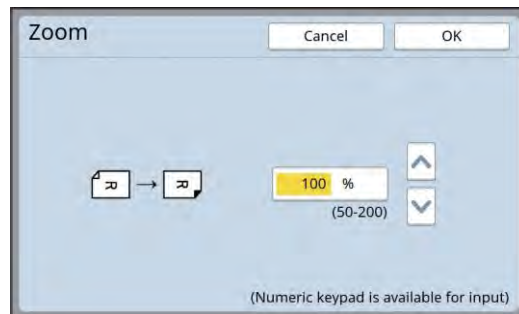 Zoom
Cancel
OK
R → R
100 %
(50-200)
(Numeric keypad is available for input)